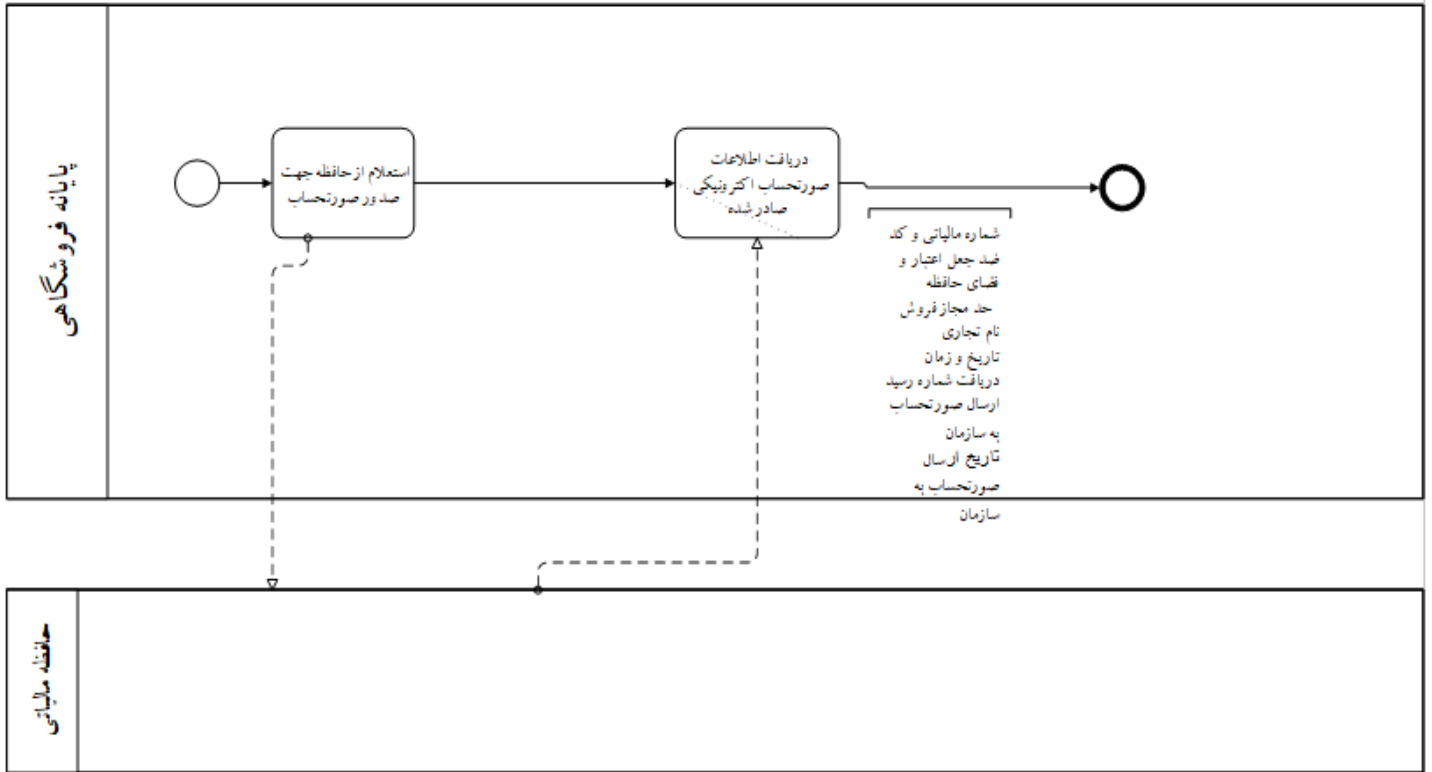 پایانه فروشگاهی
استعلام از حافظه جهت
صدور صورتحساب
دریافت اطلاعات
صورتحساب اکترونیکی
صادر شده
شماره مالیاتی و کد
ضد جعل اعتبار و
فضای حافظه
حد مجاز فروش
نام تجاری
تاریخ و زمان
دریافت شماره رسید
ارسال صورتحساب
به سازمان
تاریخ ارسال
صورتحساب به
سازمان
حافظه مالیاتی